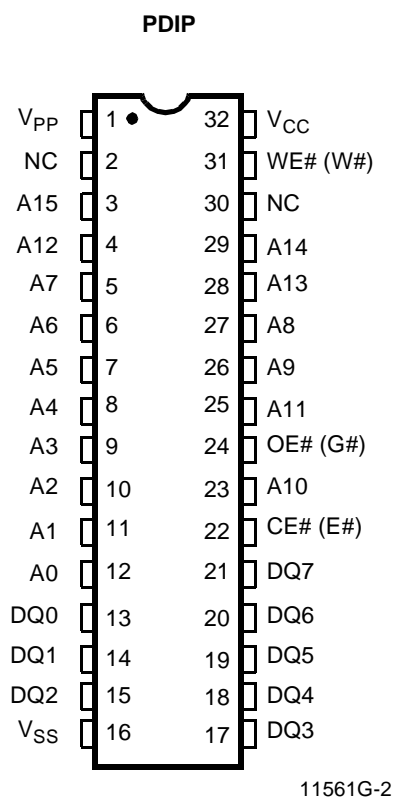 PDIP
VPP 1 32 VCC
NC 2 31 WE# (W#)
A15 3 30 NC
A12 4 29 A14
A7 5 28 A13
A6 6 27 A8
A5 7 26 A9
A4 8 25 A11
A3 9 24 OE# (G#)
A2 10 23 A10
A1 11 22 CE# (E#)
A0 12 21 DQ7
DQ0 13 20 DQ6
DQ1 14 19 DQ5
DQ2 15 18 DQ4
VSS 16 17 DQ3
11561G-2